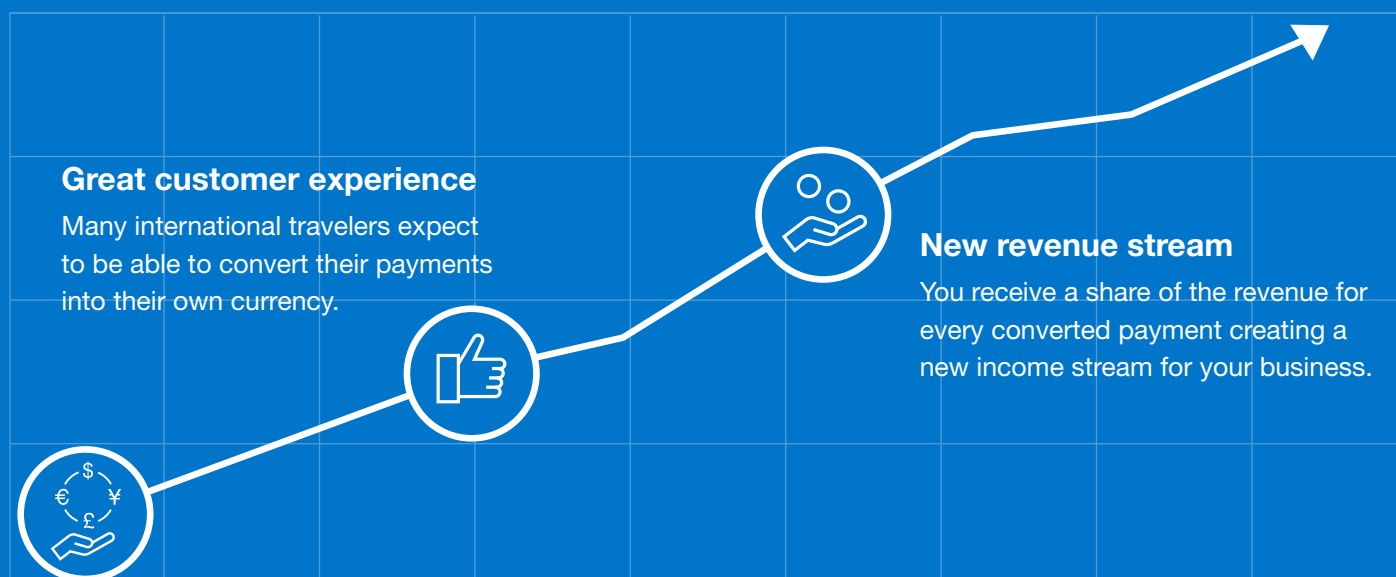 Great customer experience
Many international travelers expect
to be able to convert their payments
into their own currency.
New revenue stream
You receive a share of the revenue for
every converted payment creating a
new income stream for your business.
$
€ ¥
£